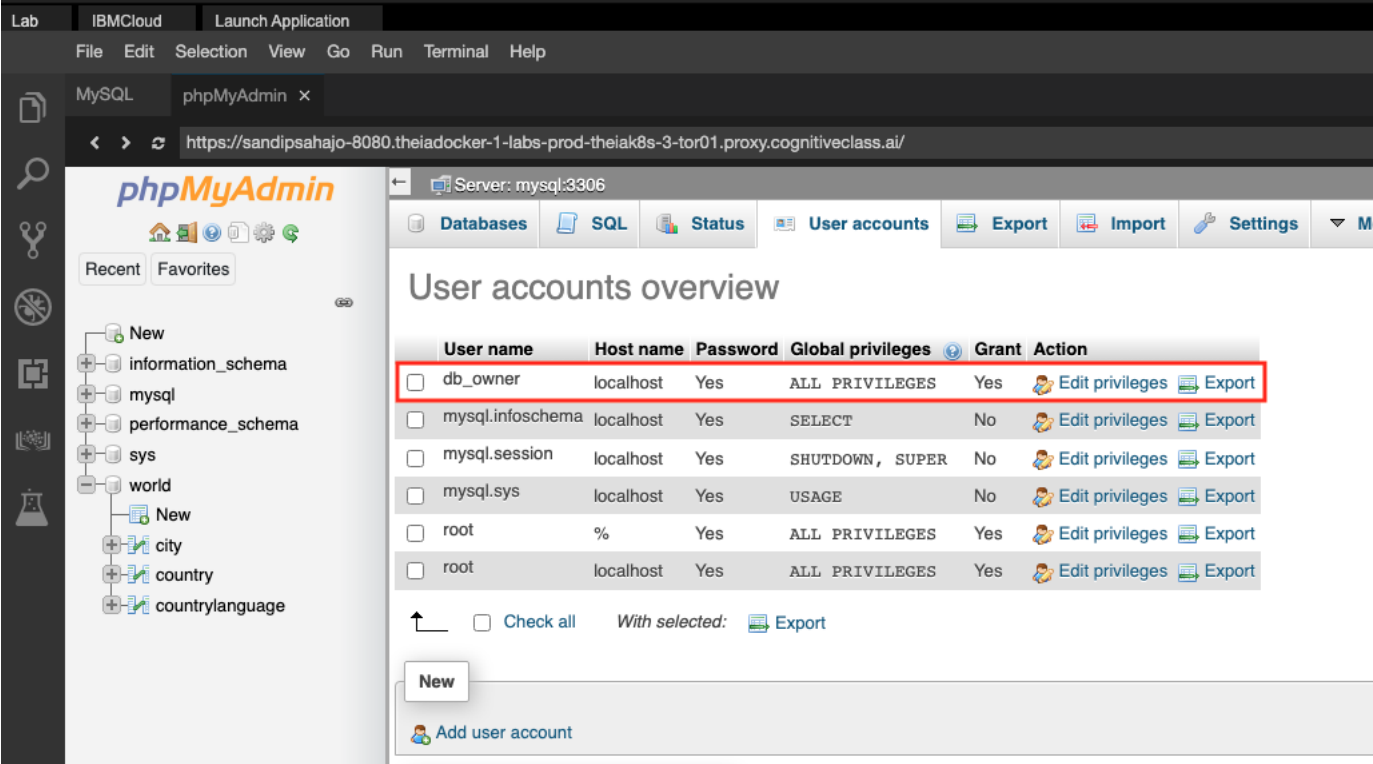 Lab IBMCloud Launch Application
File Edit Selection View Go Run Terminal Help
MySQL phpMyAdmin ×
https://sandipsahajo-8080.theiadocker-1-labs-prod-theiak8s-3-tor01.proxy.cognitiveclass.ai/
phpMyAdmin
Recent Favorites
New
information_schema
mysql
performance_schema
sys
world
New
city
country
countrylanguage
Server: mysql:3306
Databases SQL Status User accounts Export Import Settings M
User accounts overview
User name Host name Password Global privileges Grant Action
db_owner localhost Yes ALL PRIVILEGES Yes Edit privileges Export
mysql.infoschema localhost Yes SELECT No Edit privileges Export
mysql.session localhost Yes SHUTDOWN, SUPER No Edit privileges Export
mysql.sys localhost Yes USAGE No Edit privileges Export
root % Yes ALL PRIVILEGES Yes Edit privileges Export
root localhost Yes ALL PRIVILEGES Yes Edit privileges Export
Check all With selected: Export
New
Add user account